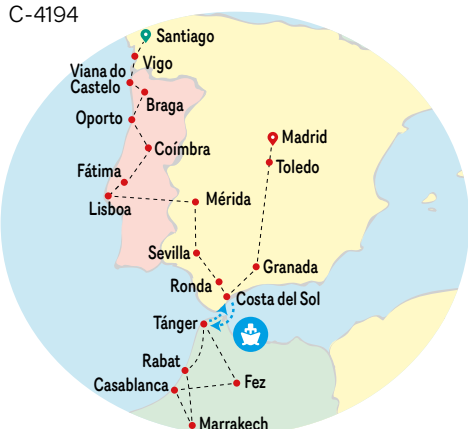 C-4194
Santiago
Vigo
Viana do
Castelo
Braga
Oporto
Coímbra
Madrid
Toledo
Fátima
Lisboa
Mérida
Sevilla
Granada
Ronda
Costa del Sol
Tánger
Rabat
Casablanca
Fez
Marrakech